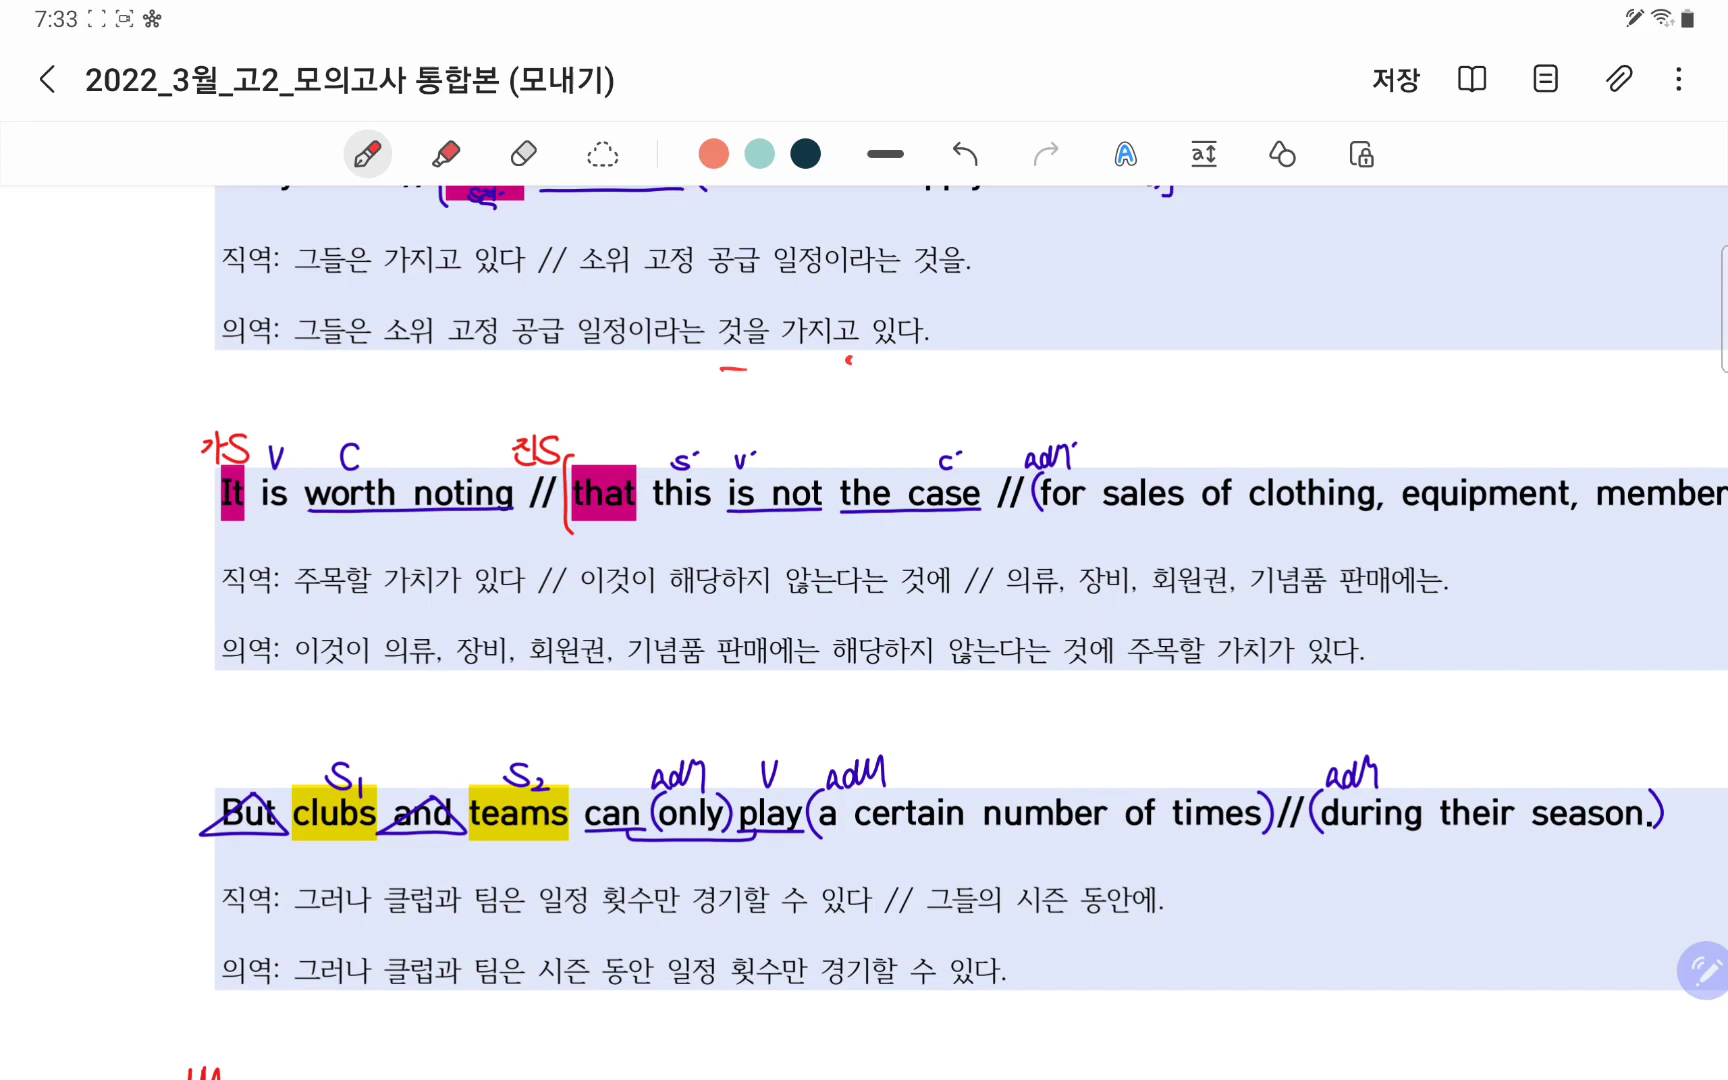 7:33
2022_3월_고2_모의고사 통합본 (모내기)
저장
직역: 그들은 가지고 있다 // 소위 고정 공급 일정이라는 것을.
의역: 그들은 소위 고정 공급 일정이라는 것을 가지고 있다.
가S V C 진S s' v' c' adM'
It is worth noting // that this is not the case // (for sales of clothing, equipment, member
직역: 주목할 가치가 있다 // 이것이 해당하지 않는다는 것에 // 의류, 장비, 회원권, 기념품 판매에는.
의역: 이것이 의류, 장비, 회원권, 기념품 판매에는 해당하지 않는다는 것에 주목할 가치가 있다.
S1 S2 adM V adM adM
But clubs and teams can (only) play (a certain number of times) // (during their season.)
직역: 그러나 클럽과 팀은 일정 횟수만 경기할 수 있다 // 그들의 시즌 동안에.
의역: 그러나 클럽과 팀은 시즌 동안 일정 횟수만 경기할 수 있다.